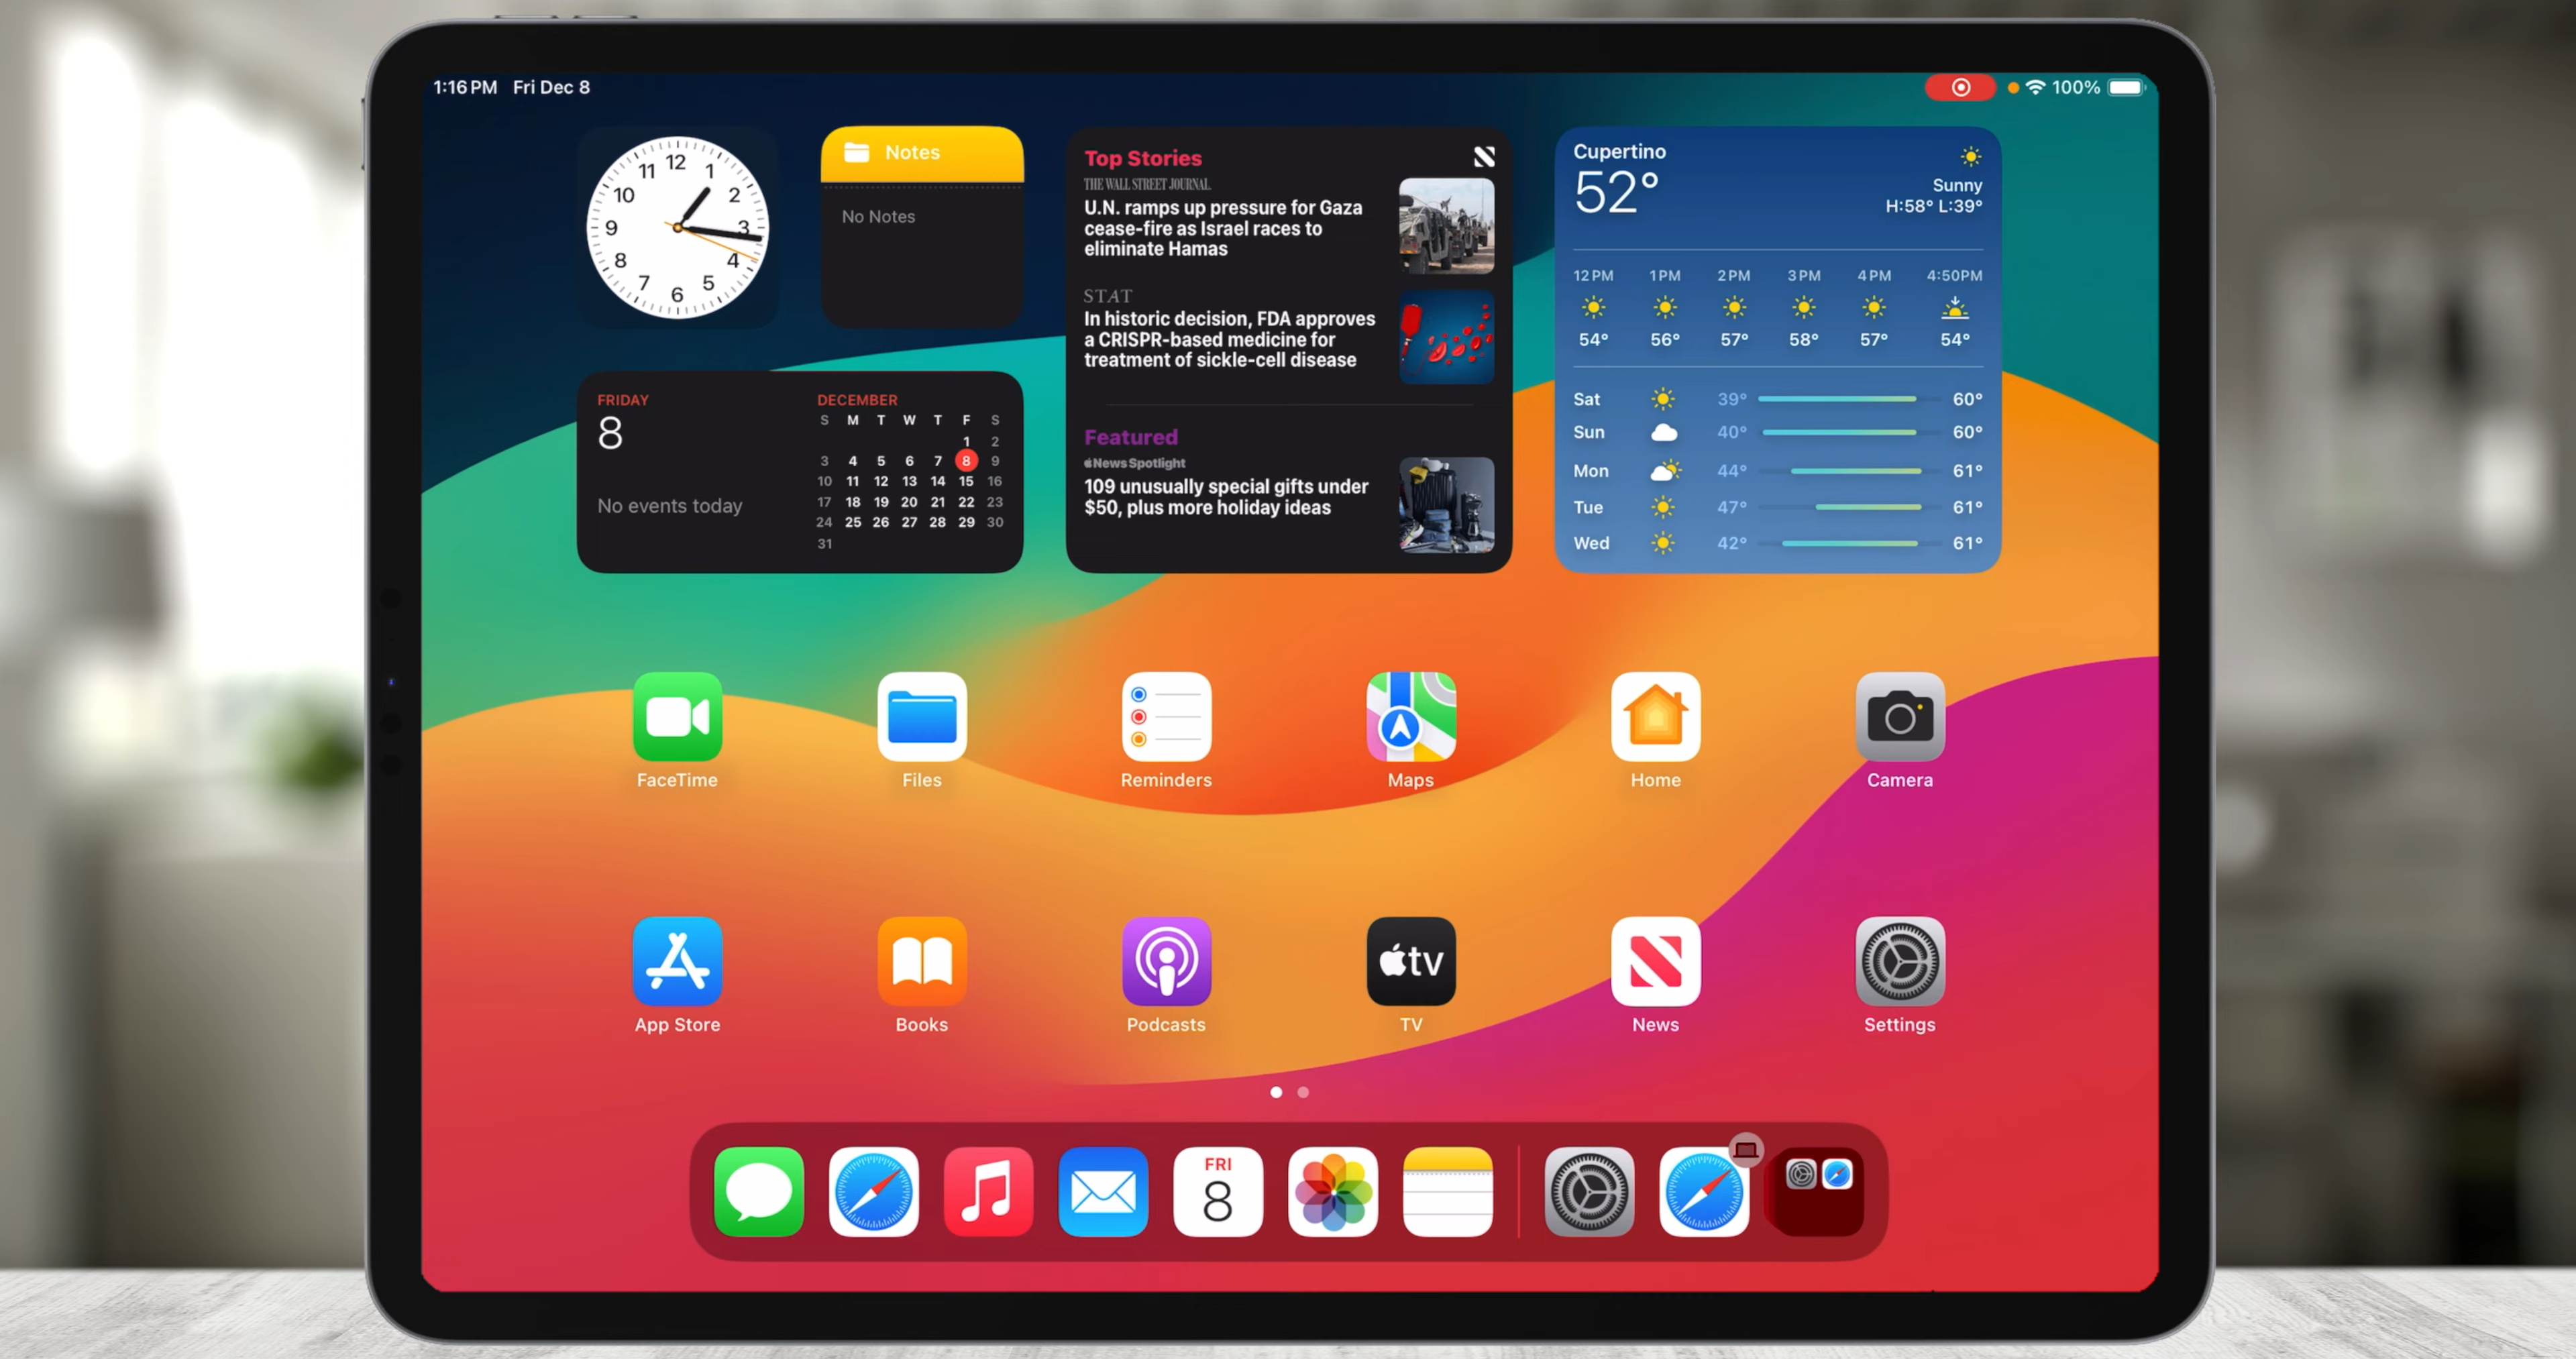 1:16 PM Fri Dec 8
100%
12
1
2
3
4
5
6
7
8
9
10
11
Notes
No Notes
FRIDAY
8
No events today
DECEMBER
S M T W T F S
1 2
3 4 5 6 7 8 9
10 11 12 13 14 15 16
17 18 19 20 21 22 23
24 25 26 27 28 29 30
31
Top Stories
THE WALL STREET JOURNAL.
U.N. ramps up pressure for Gaza
cease-fire as Israel races to
eliminate Hamas
STAT
In historic decision, FDA approves
a CRISPR-based medicine for
treatment of sickle-cell disease
Featured
News Spotlight
109 unusually special gifts under
$50, plus more holiday ideas
Cupertino
52°
Sunny
H:58° L:39°
12PM 1PM 2PM 3PM 4PM 4:50PM
54° 56° 57° 58° 57° 54°
Sat 39° 60°
Sun 40° 60°
Mon 44° 61°
Tue 47° 61°
Wed 42° 61°
FaceTime Files Reminders Maps Home Camera
tv
App Store Books Podcasts TV News Settings
FRI
8